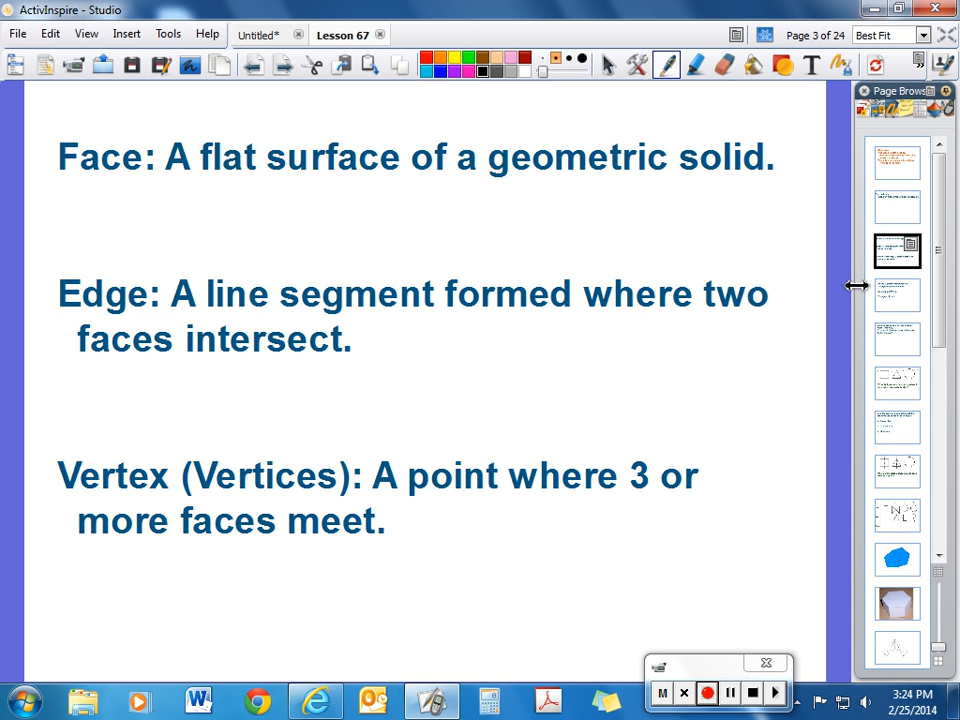 ActivInspire - Studio
File Edit View Insert Tools Help Untitled* Lesson 67 Page 3 of 24 Best Fit
Page Brows
Face: A flat surface of a geometric solid.
Edge: A line segment formed where two
faces intersect.
Vertex (Vertices): A point where 3 or
more faces meet.
M
3:24 PM
2/25/2014